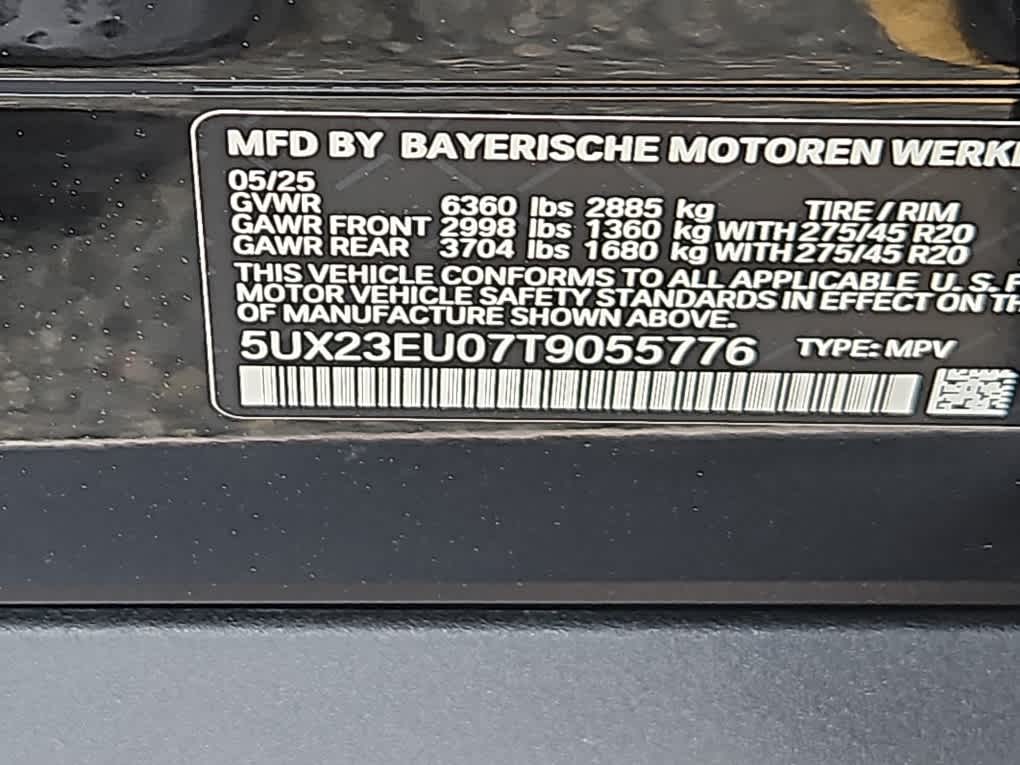 MFD BY BAYERISCHE MOTOREN
05/25
GVWR 6360 lbs 2885 kg TIRE / RIM
GAWR FRONT 2998 lbs 1360 kg WITH 275/45 R20
GAWR REAR 3704 lbs 1680 kg WITH 275/45 R20
THIS VEHICLE CONFORMS TO ALL APPLICABLE U. S.
MOTOR VEHICLE SAFETY STANDARDS IN EFFECT ON
OF MANUFACTURE SHOWN ABOVE.
5UX23EU07T9055776 TYPE: MPV